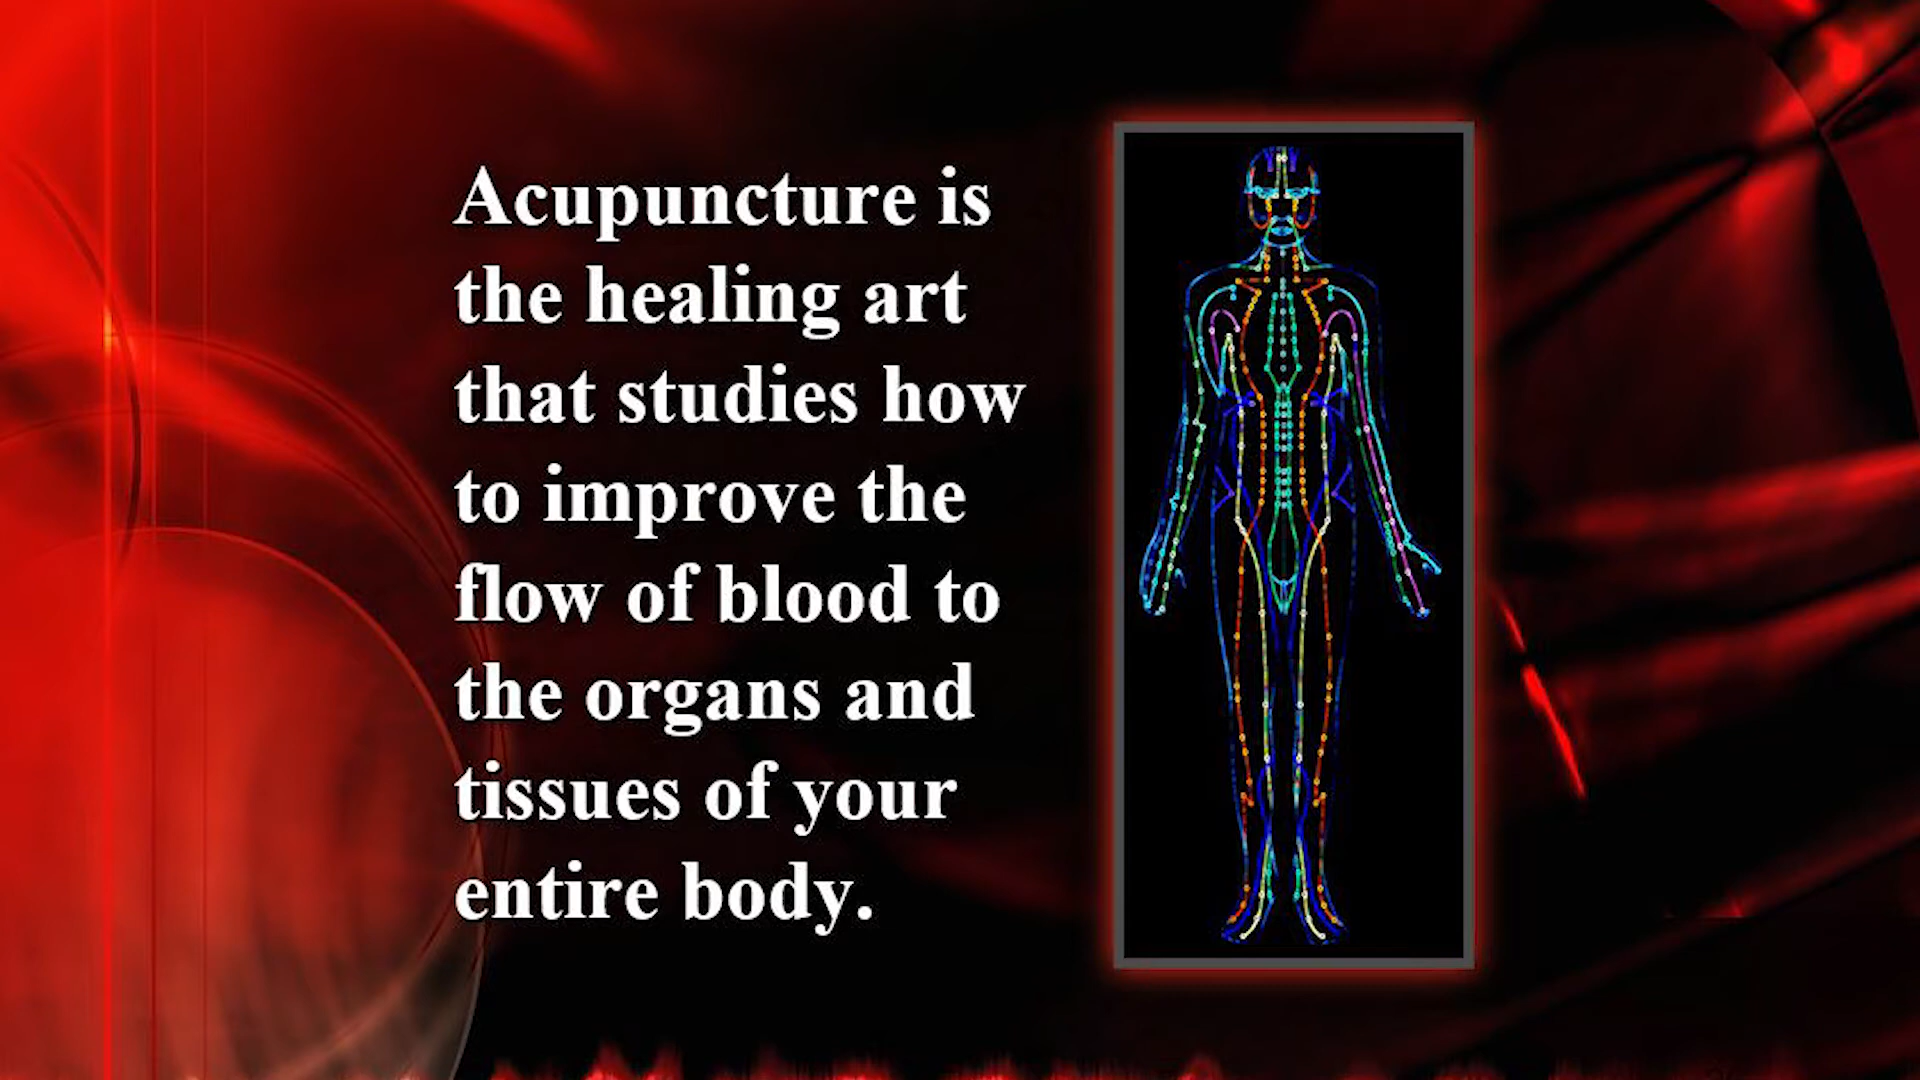 Acupuncture is
the healing art
that studies how
to improve the
flow of blood to
the organs and
tissues of your
entire body.